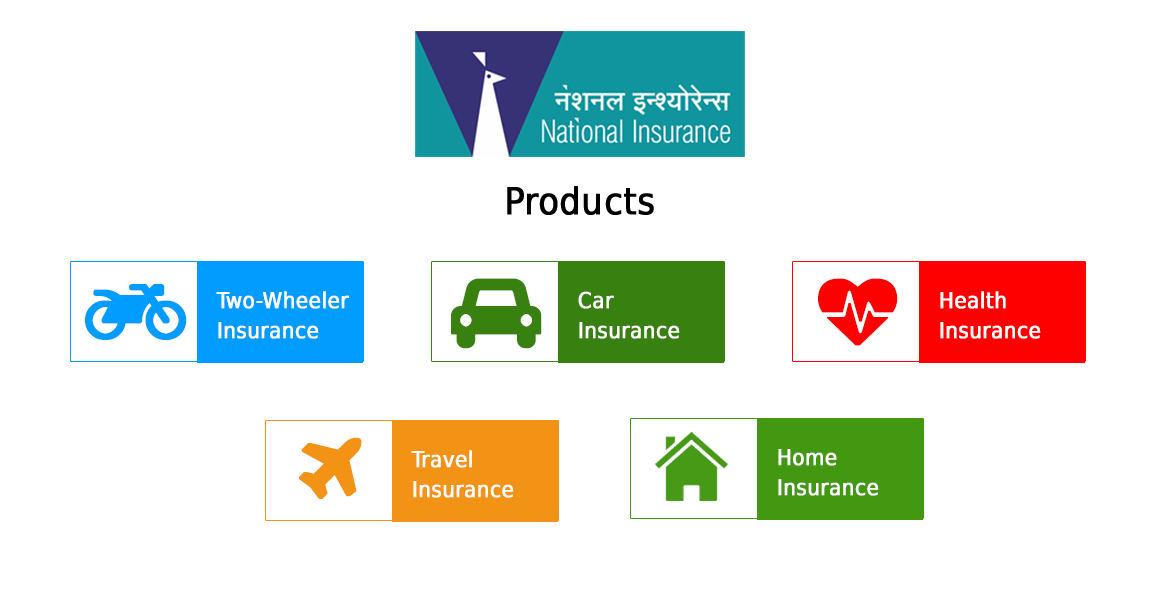 नेशनल इन्श्योरेन्स
National Insurance
Products
Two-Wheeler
Insurance
Car
Insurance
Health
Insurance
Travel
Insurance
Home
Insurance